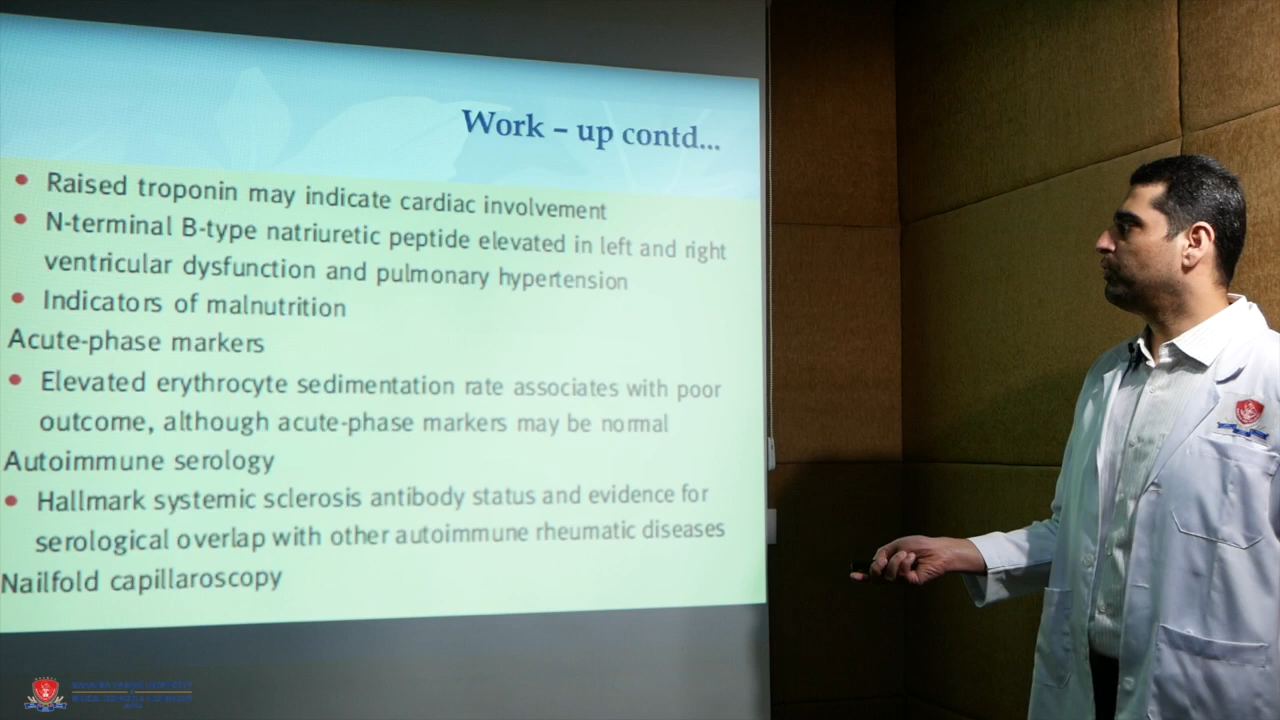 Work – up contd...
• Raised troponin may indicate cardiac involvement
• N-terminal B-type natriuretic peptide elevated in left and right
ventricular dysfunction and pulmonary hypertension
• Indicators of malnutrition
Acute-phase markers
• Elevated erythrocyte sedimentation rate associates with poor
outcome, although acute-phase markers may be normal
Autoimmune serology
• Hallmark systemic sclerosis antibody status and evidence for
serological overlap with other autoimmune rheumatic diseases
Nailfold capillaroscopy